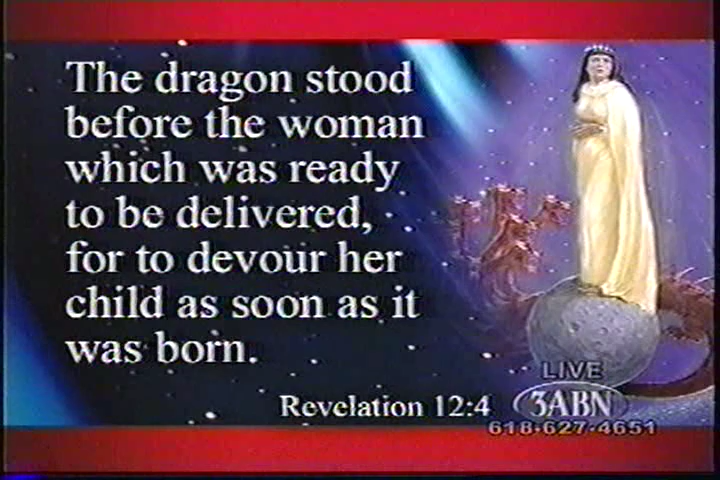 The dragon stood
before the woman
which was ready
to be delivered,
for to devour her
child as soon as it
was born.
Revelation 12:4
LIVE
3ABN
618-627-4651